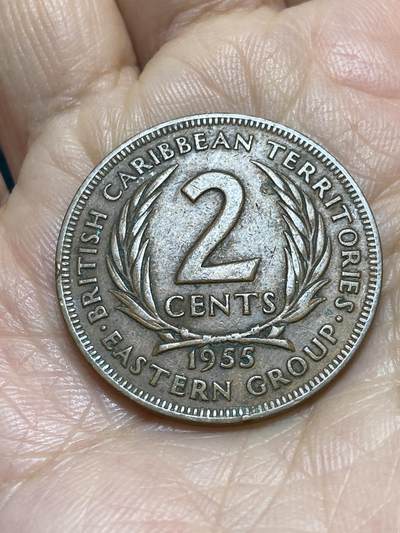 BRITISH CARIBBEAN TERRITORIES
2
CENTS
1955
· EASTERN GROUP ·